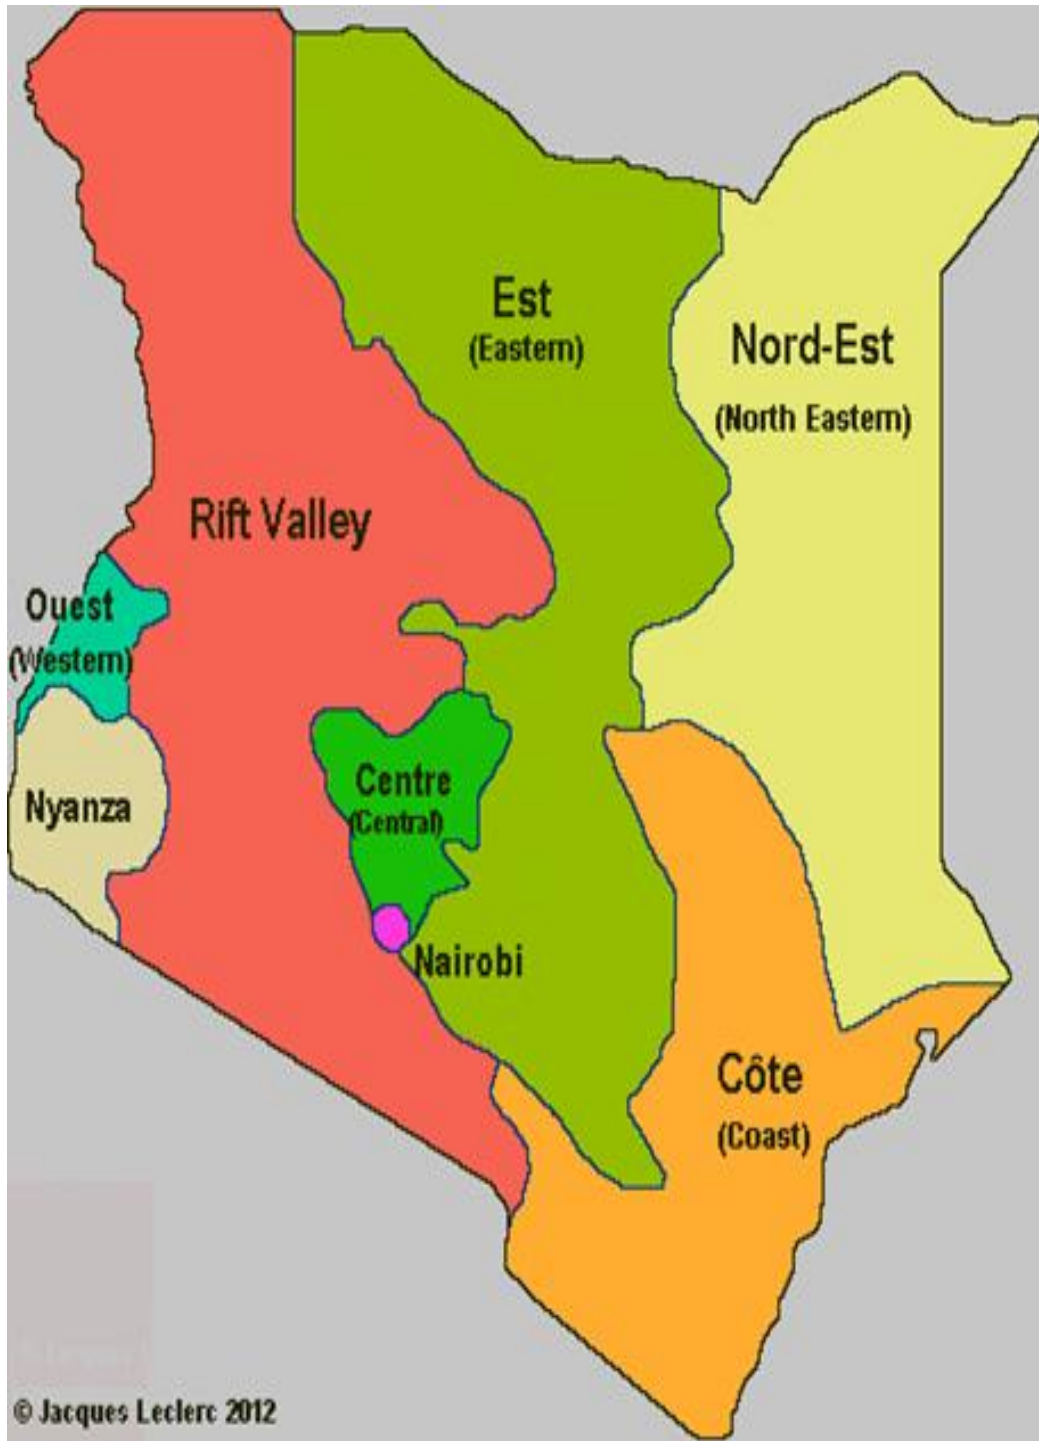 Est
(Eastern)
Nord-Est
(North Eastern)
Rift Valley
Ouest
(Western)
Nyanza
Centre
(Central)
Nairobi
Côte
(Coast)
© Jacques Leclerc 2012